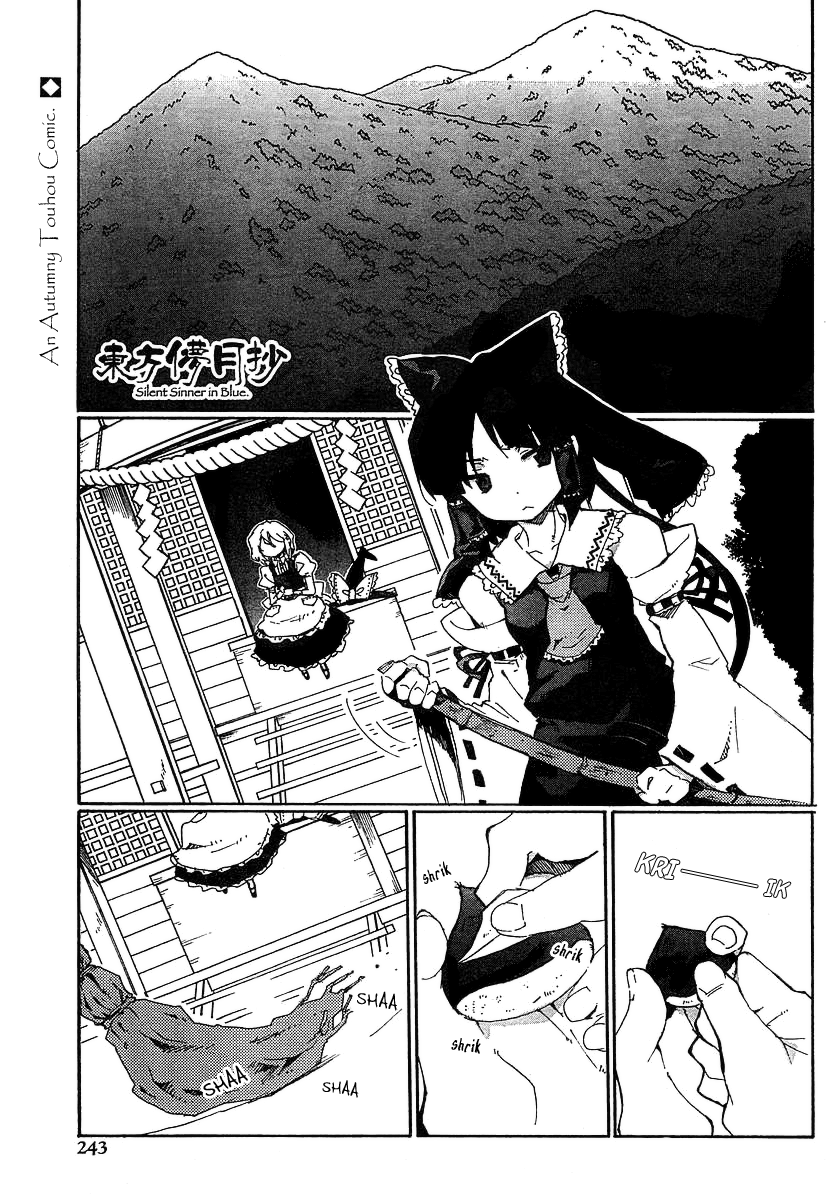 An Autumny Touhou Comic.
東方儚月抄
Silent Sinner in Blue.
SHAA
SHAA
SHAA
shrik
shrik
shrik
KRI
IK
243